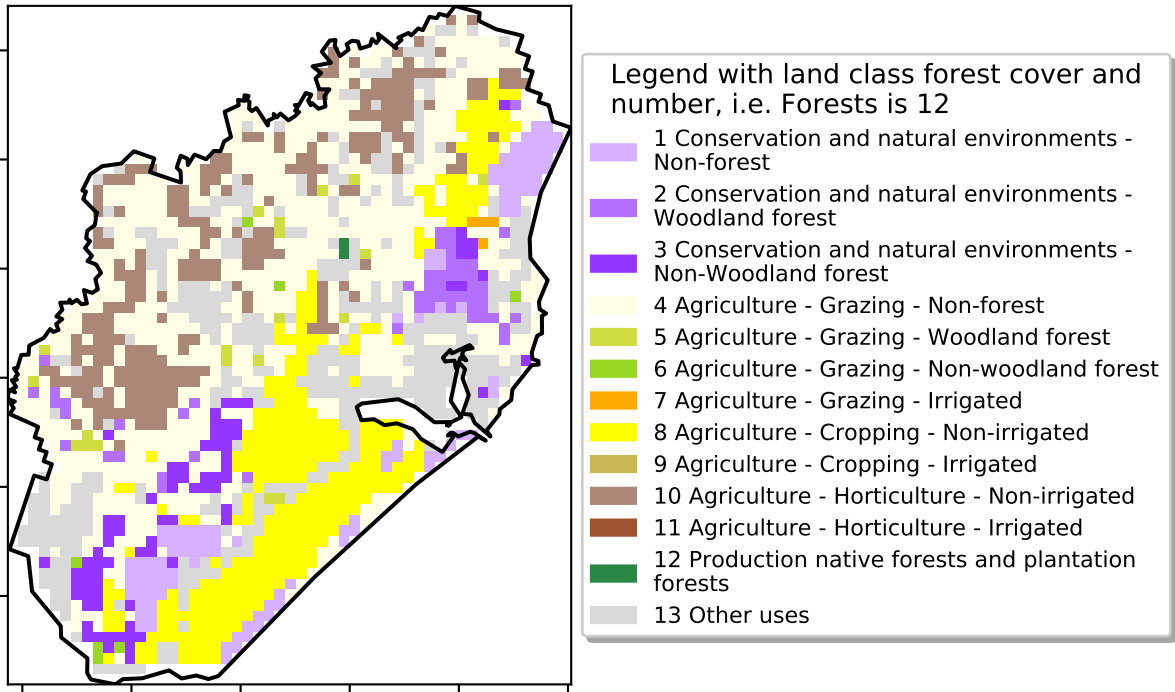 Legend with land class forest cover and
number, i.e. Forests is 12
1 Conservation and natural environments -
Non-forest
2 Conservation and natural environments -
Woodland forest
3 Conservation and natural environments -
Non-Woodland forest
4 Agriculture - Grazing - Non-forest
5 Agriculture - Grazing - Woodland forest
6 Agriculture - Grazing - Non-woodland forest
7 Agriculture - Grazing - Irrigated
8 Agriculture - Cropping - Non-irrigated
9 Agriculture - Cropping - Irrigated
10 Agriculture - Horticulture - Non-irrigated
11 Agriculture - Horticulture - Irrigated
12 Production native forests and plantation
forests
13 Other uses